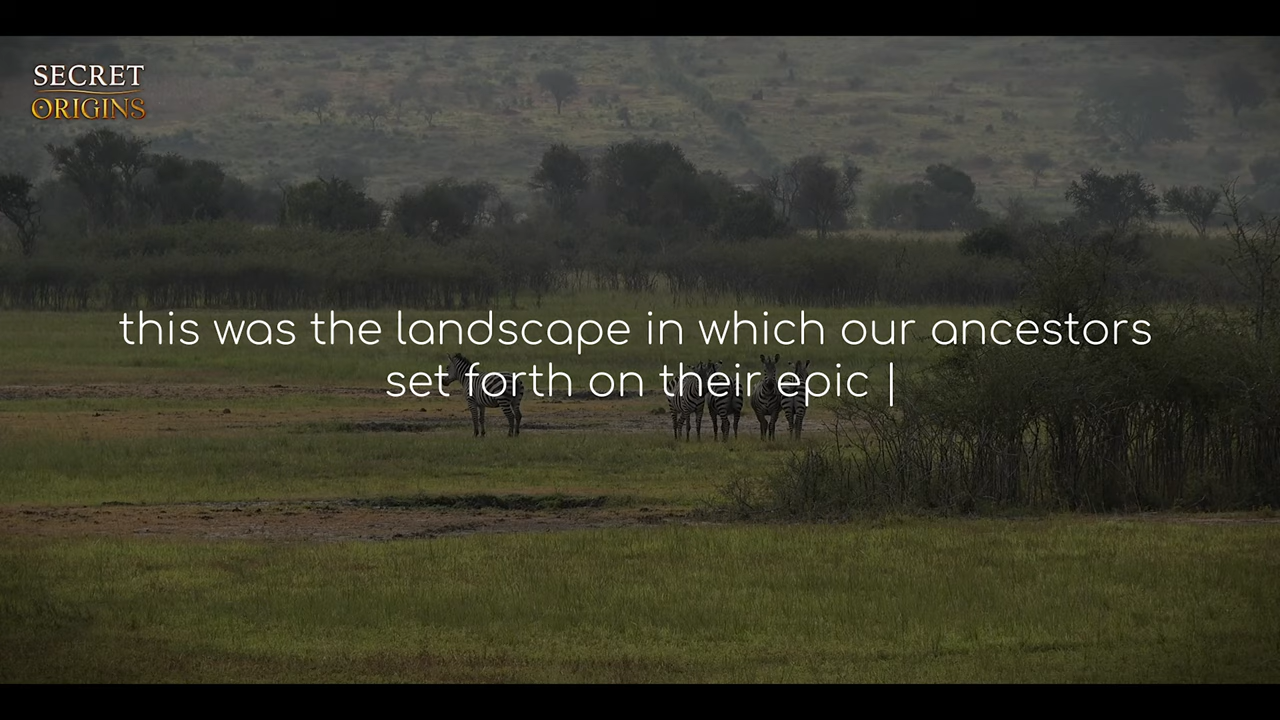 SECRET
ORIGINS
this was the landscape in which our ancestors
set forth on their epic |